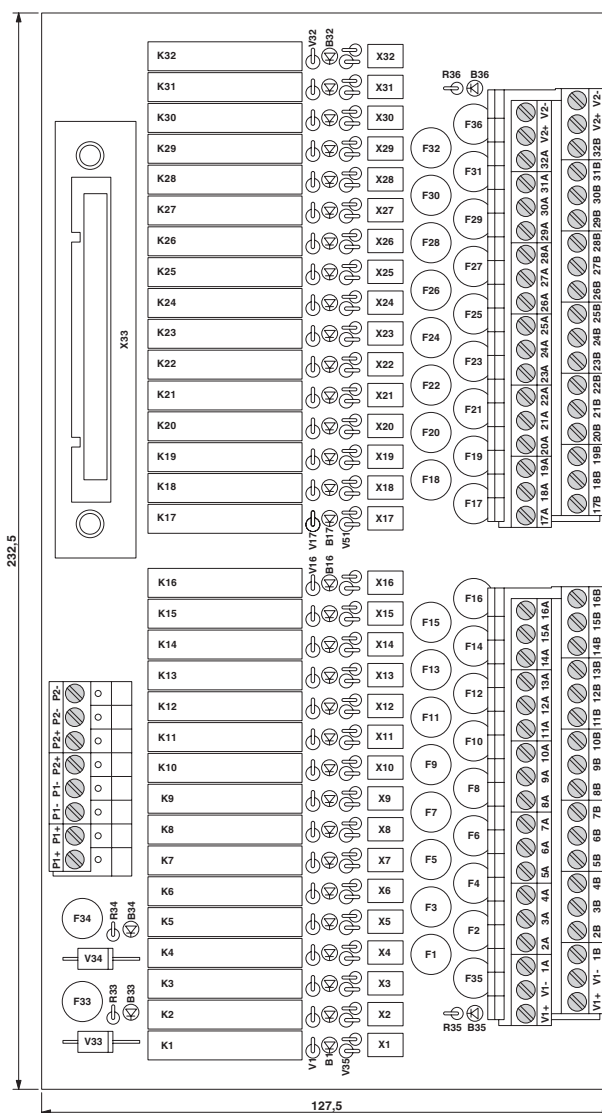 232,5
127,5
X33
V32 B32
K32 X32
K31 X31
K30 X30
K29 X29
K28 X28
K27 X27
K26 X26
K25 X25
K24 X24
K23 X23
K22 X22
K21 X21
K20 X20
K19 X19
K18 X18
K17 X17
V17 B17 V51
V16 B16
K16 X16
K15 X15
K14 X14
K13 X13
K12 X12
K11 X11
K10 X10
K9 X9
K8 X8
K7 X7
K6 X6
K5 X5
K4 X4
K3 X3
K2 X2
K1 X1
V1 B1 V35
R36 B36
F36
F32
F31
F30
F29
F28
F27
F26
F25
F24
F23
F22
F21
F20
F19
F18
F17
V2-
V2+
32A
31A
30A
29A
28A
27A
26A
25A
24A
23A
22A
21A
20A
19A
18A
17A
V2-
V2+
32B
31B
30B
29B
28B
27B
26B
25B
24B
23B
22B
21B
20B
19B
18B
17B
F16
F15
F14
F13
F12
F11
F10
F9
F8
F7
F6
F5
F4
F3
F2
F1
F35
R35 B35
16A
15A
14A
13A
12A
11A
10A
9A
8A
7A
6A
5A
4A
3A
2A
1A
V1-
V1+
16B
15B
14B
13B
12B
11B
10B
9B
8B
7B
6B
5B
4B
3B
2B
1B
V1-
V1+
P2-
P2-
P2+
P2+
P1-
P1-
P1+
P1+
F34 R34 B34
V34
F33 R33 B33
V33